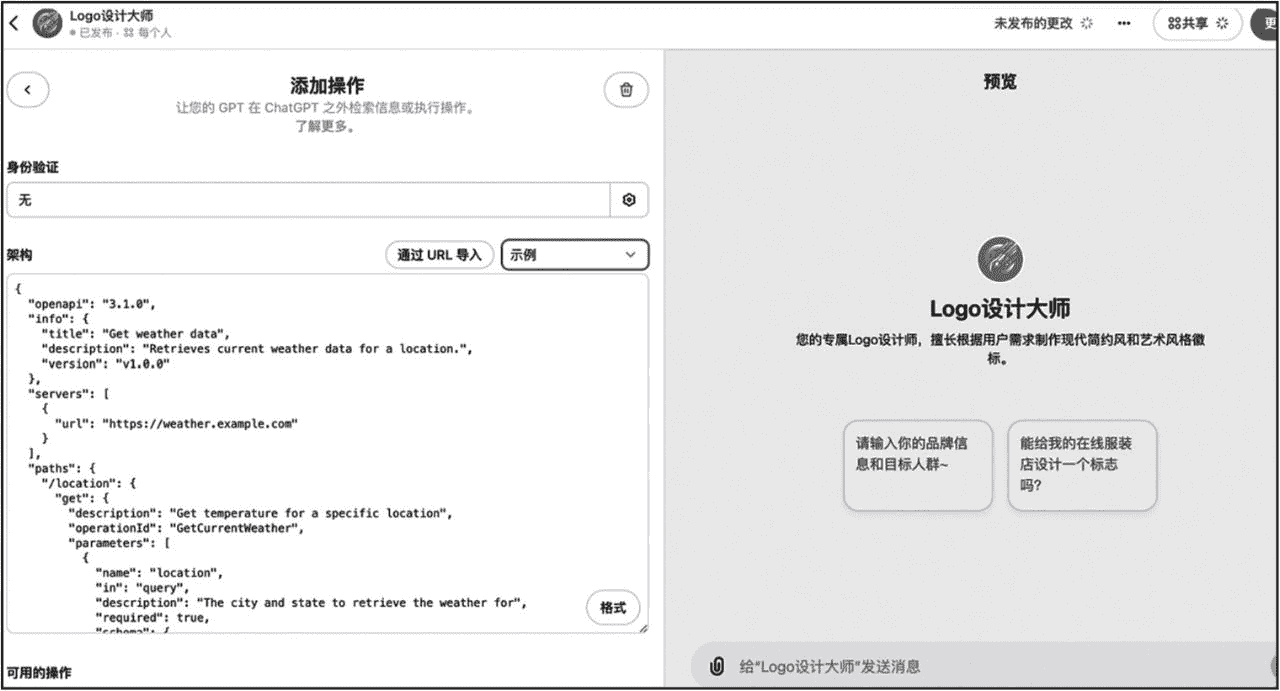 Logo设计大师
已发布 · 每个人
未发布的更改
共享
更
添加操作
让您的 GPT 在 ChatGPT 之外检索信息或执行操作。
了解更多。
身份验证
无
架构
通过 URL 导入
示例
{
  "openapi": "3.1.0",
  "info": {
    "title": "Get weather data",
    "description": "Retrieves current weather data for a location.",
    "version": "v1.0.0"
  },
  "servers": [
    {
      "url": "https://weather.example.com"
    }
  ],
  "paths": {
    "/location": {
      "get": {
        "description": "Get temperature for a specific location",
        "operationId": "GetCurrentWeather",
        "parameters": [
          {
            "name": "location",
            "in": "query",
            "description": "The city and state to retrieve the weather for",
            "required": true,
            "schema": {
格式
可用的操作
预览
Logo设计大师
您的专属Logo设计师，擅长根据用户需求制作现代简约风和艺术风格徽
标。
请输入你的品牌信
息和目标人群~
能给我的在线服装
店设计一个标志
吗？
给“Logo设计大师”发送消息